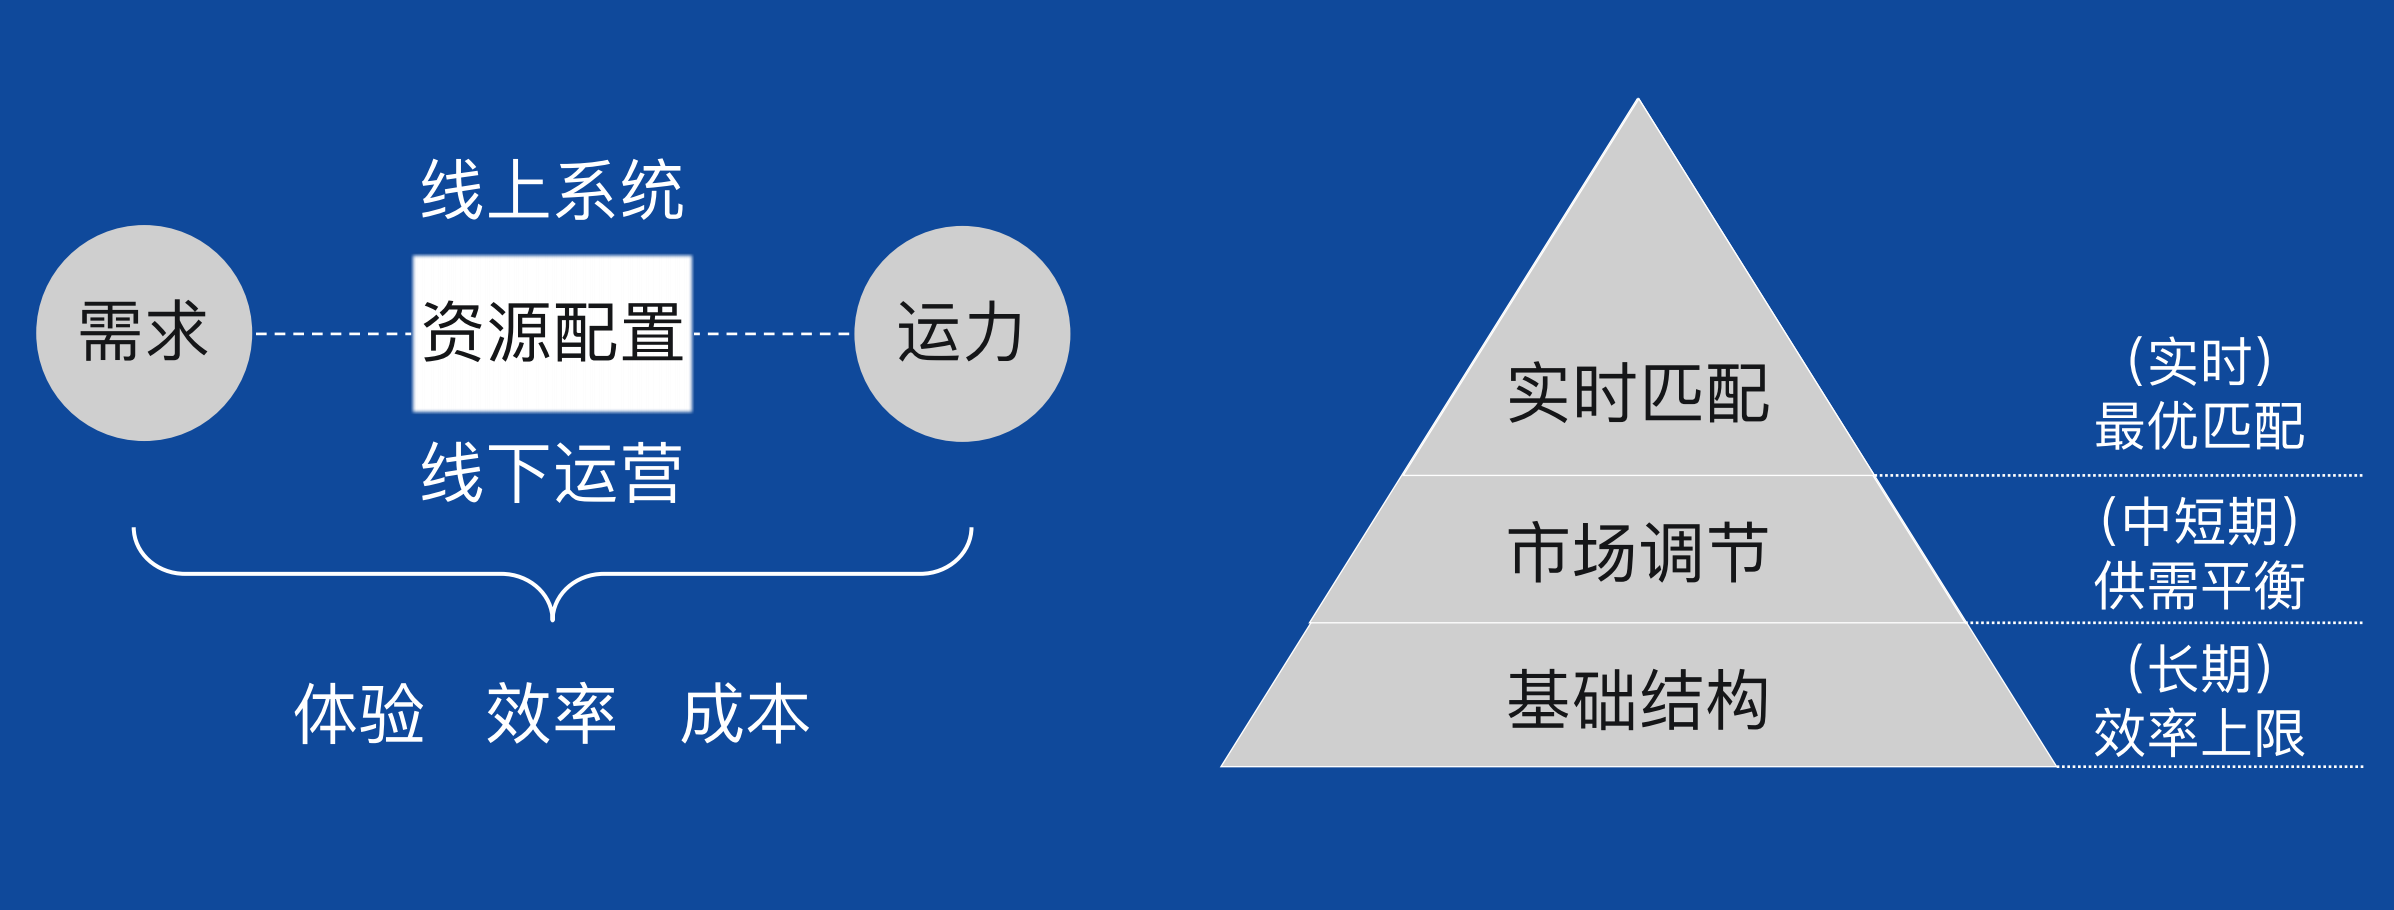 线上系统
需求
资源配置
运力
线下运营
体验 效率 成本
实时匹配
市场调节
基础结构
（实时）
最优匹配
（中短期）
供需平衡
（长期）
效率上限